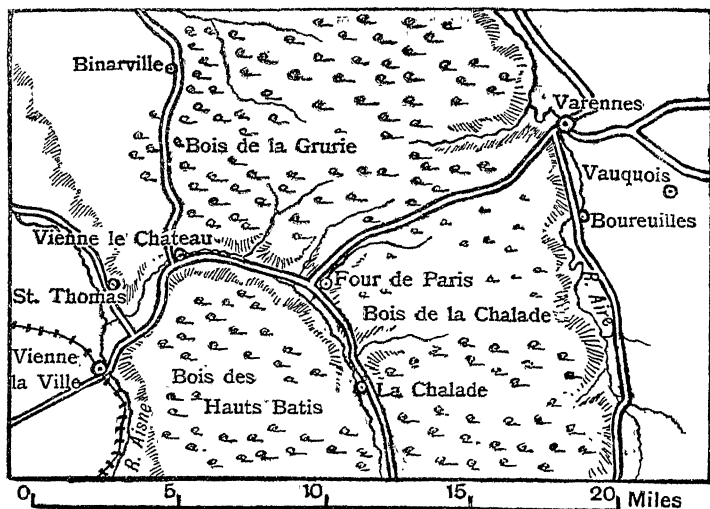 Binarville
Varennes
Bois de la Grurie
Vauquois
Boureuilles
Vienne le Chateau
St. Thomas
Four de Paris
R. Aire
Bois de la Chalade
Vienne
la Ville
Bois des
Hauts Batis
La Chalade
R. Aisne
0 5 10 15 20 Miles